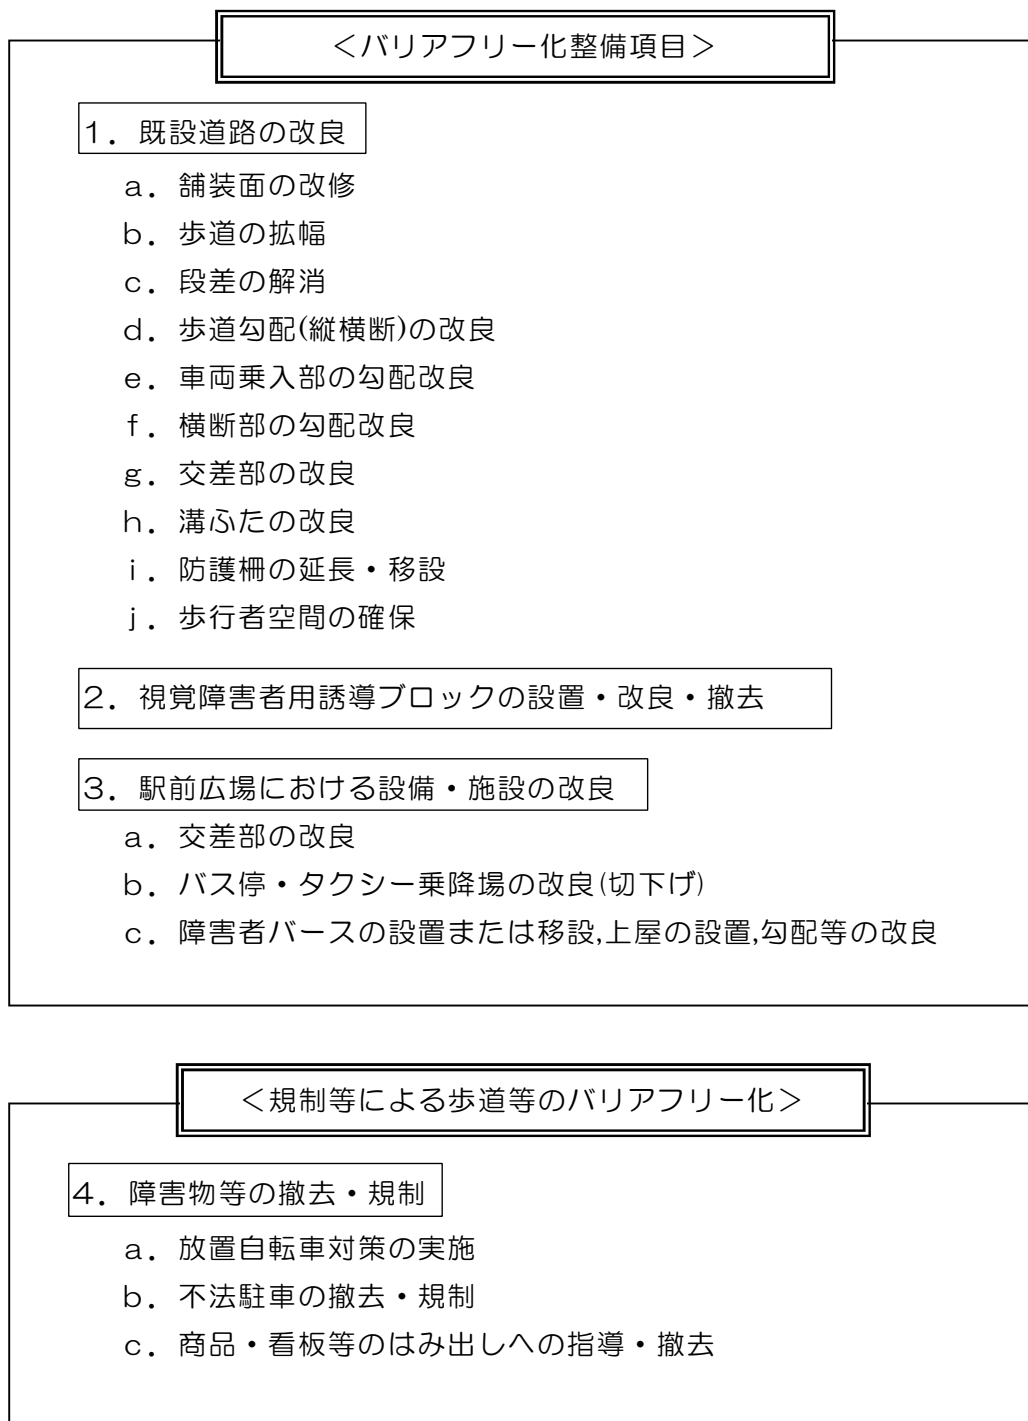 ＜バリアフリー化整備項目＞
１．既設道路の改良
ａ．舗装面の改修
ｂ．歩道の拡幅
ｃ．段差の解消
ｄ．歩道勾配(縦横断)の改良
ｅ．車両乗入部の勾配改良
ｆ．横断部の勾配改良
ｇ．交差部の改良
ｈ．溝ふたの改良
ｉ．防護柵の延長・移設
ｊ．歩行者空間の確保
２．視覚障害者用誘導ブロックの設置・改良・撤去
３．駅前広場における設備・施設の改良
ａ．交差部の改良
ｂ．バス停・タクシー乗降場の改良(切下げ)
ｃ．障害者バースの設置または移設,上屋の設置,勾配等の改良
＜規制等による歩道等のバリアフリー化＞
４．障害物等の撤去・規制
ａ．放置自転車対策の実施
ｂ．不法駐車の撤去・規制
ｃ．商品・看板等のはみ出しへの指導・撤去